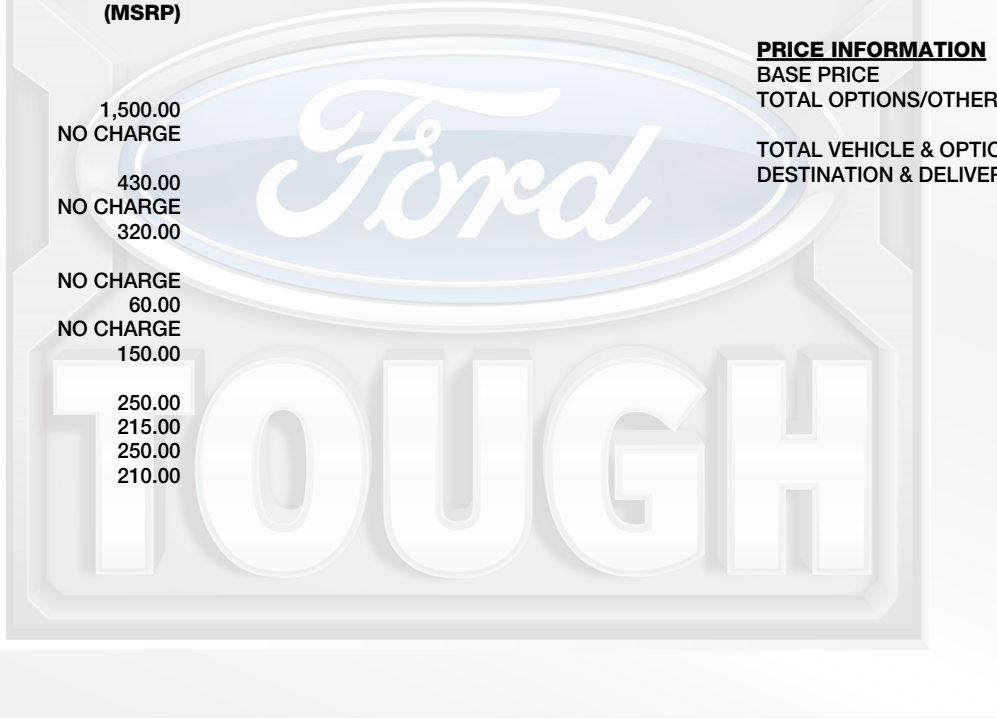 (MSRP)
1,500.00
NO CHARGE
430.00
NO CHARGE
320.00
NO CHARGE
60.00
NO CHARGE
150.00
250.00
215.00
250.00
210.00
PRICE INFORMATION
BASE PRICE
TOTAL OPTIONS/OTHER
TOTAL VEHICLE & OPTIO
DESTINATION & DELIVER
Ford
TOUGH